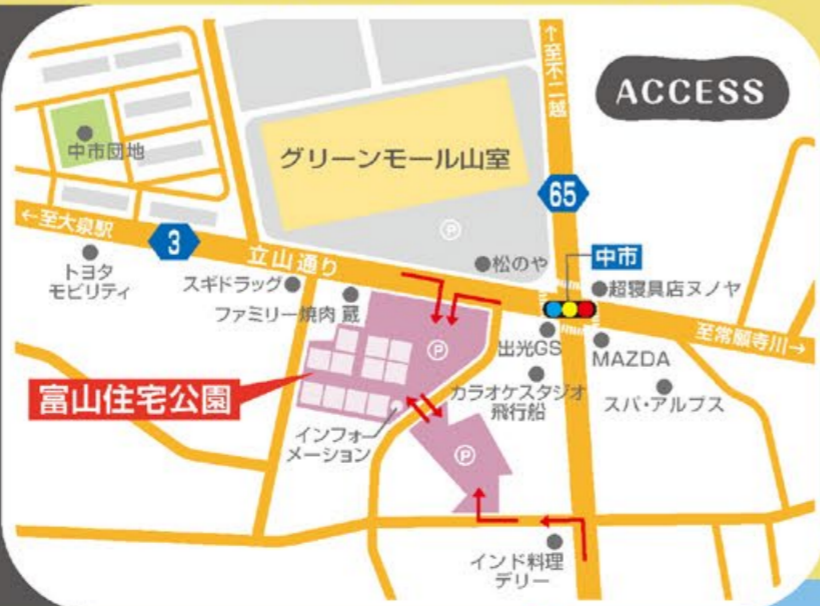 ACCESS
↑至不二越
中市団地
グリーンモール山室
P
65
←至大泉駅
3
立山通り
松のや
中市
トヨタ
モビリティ
スギドラッグ
ファミリー焼肉 蔵
超寝具店ヌノヤ
出光GS
MAZDA
至常願寺川→
P
富山住宅公園
カラオケスタジオ
飛行船
スパ・アルプス
インフォ
メーション
P
インド料理
デリー